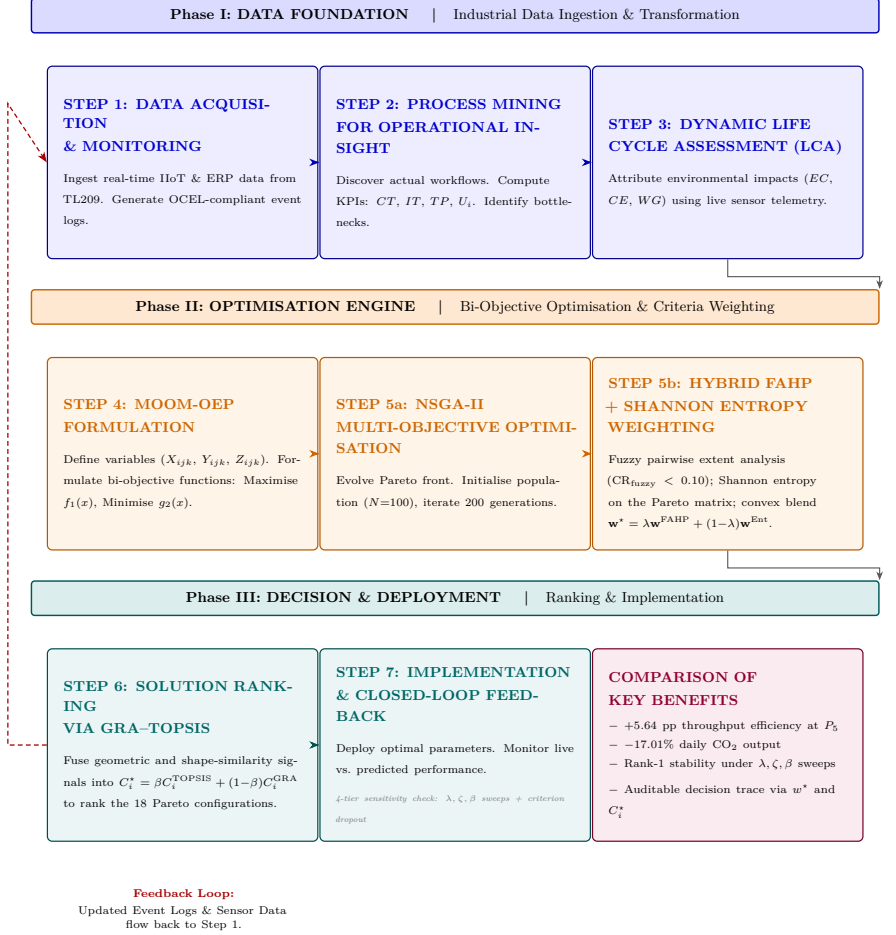 Phase I: DATA FOUNDATION | Industrial Data Ingestion & Transformation
STEP 1: DATA ACQUISI-
TION
& MONITORING
Ingest real-time IIoT & ERP data from
TL209. Generate OCEL-compliant event
logs.
STEP 2: PROCESS MINING
FOR OPERATIONAL IN-
SIGHT
Discover actual workflows. Compute
KPIs: CT, IT, TP, U_i. Identify bottle-
necks.
STEP 3: DYNAMIC LIFE
CYCLE ASSESSMENT (LCA)
Attribute environmental impacts (EC,
CE, WG) using live sensor telemetry.
Phase II: OPTIMISATION ENGINE | Bi-Objective Optimisation & Criteria Weighting
STEP 4: MOOM-OEP
FORMULATION
Define variables (X_{ijk}, Y_{ijk}, Z_{ijk}). For-
mulate bi-objective functions: Maximise
f_1(x), Minimise g_2(x).
STEP 5a: NSGA-II
MULTI-OBJECTIVE OPTIMI-
SATION
Evolve Pareto front. Initialise popula-
tion (N=100), iterate 200 generations.
STEP 5b: HYBRID FAHP
+ SHANNON ENTROPY
WEIGHTING
Fuzzy pairwise extent analysis
(CR_{fuzzy} < 0.10); Shannon entropy
on the Pareto matrix; convex blend
w^⋆ = λw^{FAHP} + (1−λ)w^{Ent}.
Phase III: DECISION & DEPLOYMENT | Ranking & Implementation
STEP 6: SOLUTION RANK-
ING
VIA GRA–TOPSIS
Fuse geometric and shape-similarity sig-
nals into C_i^⋆ = βC_i^{TOPSIS} + (1−β)C_i^{GRA}
to rank the 18 Pareto configurations.
STEP 7: IMPLEMENTATION
& CLOSED-LOOP FEED-
BACK
Deploy optimal parameters. Monitor live
vs. predicted performance.
4-tier sensitivity check: λ, ζ, β sweeps + criterion
dropout
COMPARISON OF
KEY BENEFITS
− +5.64 pp throughput efficiency at P_5
− −17.01% daily CO_2 output
− Rank-1 stability under λ, ζ, β sweeps
− Auditable decision trace via w^⋆ and
C_i^⋆
Feedback Loop:
Updated Event Logs & Sensor Data
flow back to Step 1.